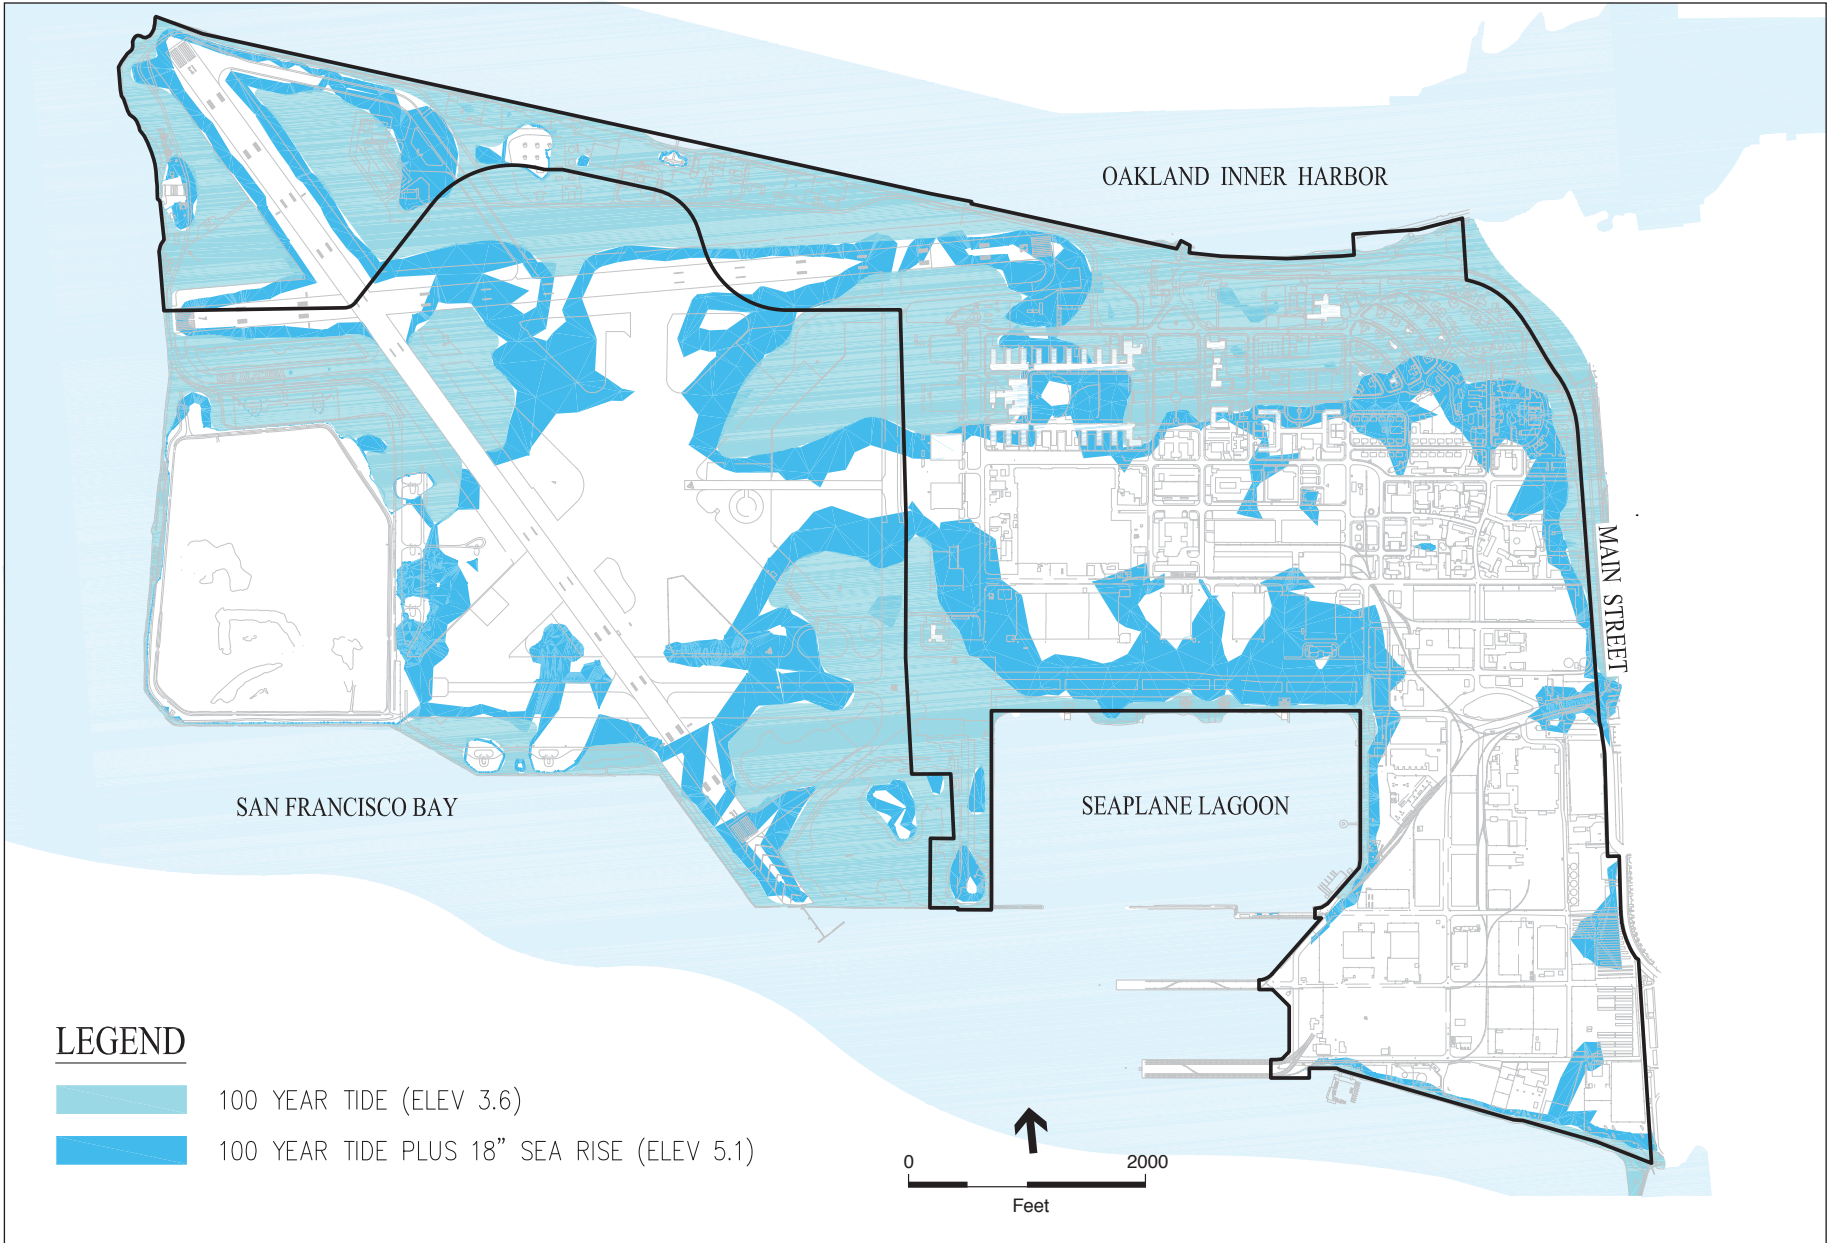 OAKLAND INNER HARBOR
MAIN STREET
SAN FRANCISCO BAY
SEAPLANE LAGOON
LEGEND
100 YEAR TIDE (ELEV 3.6)
100 YEAR TIDE PLUS 18” SEA RISE (ELEV 5.1)
0 2000
Feet